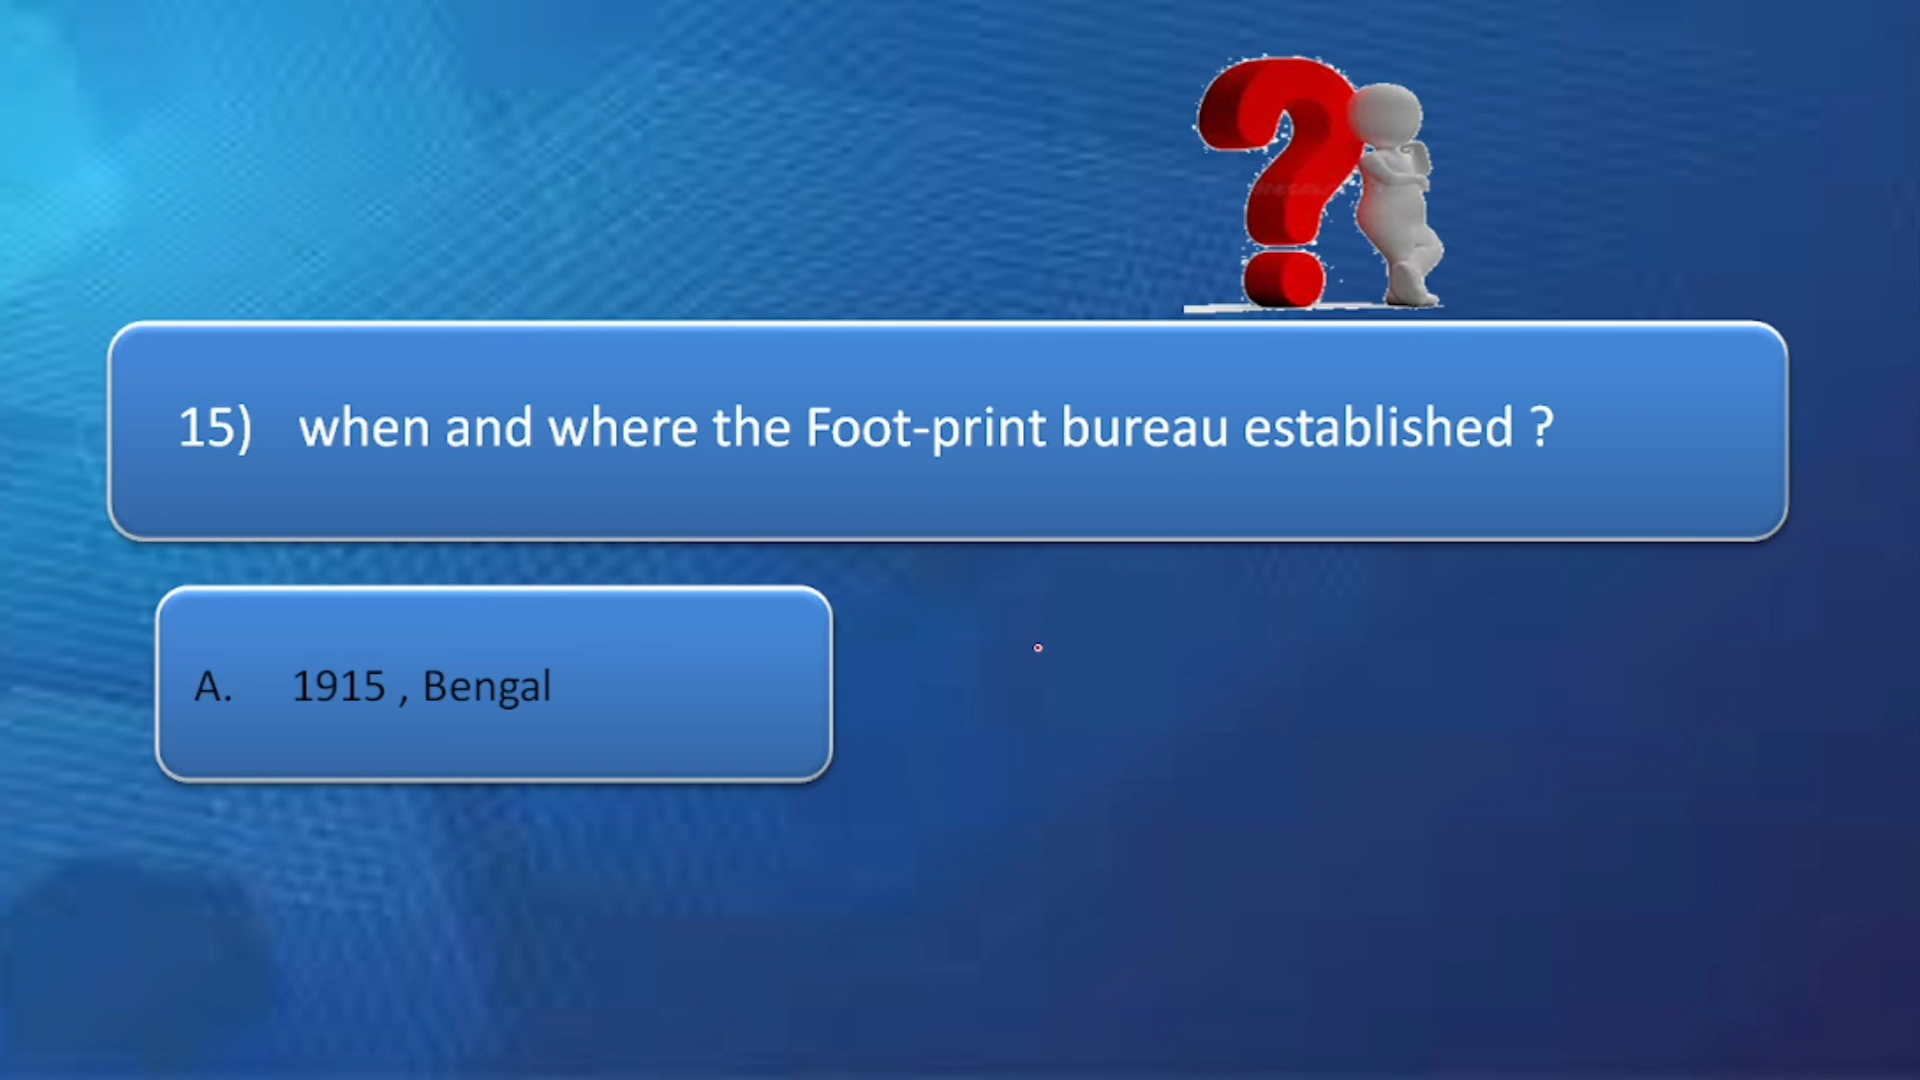 15) when and where the Foot-print bureau established ?
A. 1915 , Bengal